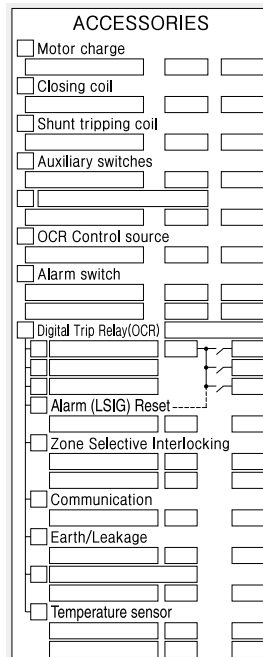 ACCESSORIES
Motor charge
Closing coil
Shunt tripping coil
Auxiliary switches
OCR Control source
Alarm switch
Digital Trip Relay(OCR)
Alarm (LSIG) Reset
Zone Selective Interlocking
Communication
Earth/Leakage
Temperature sensor